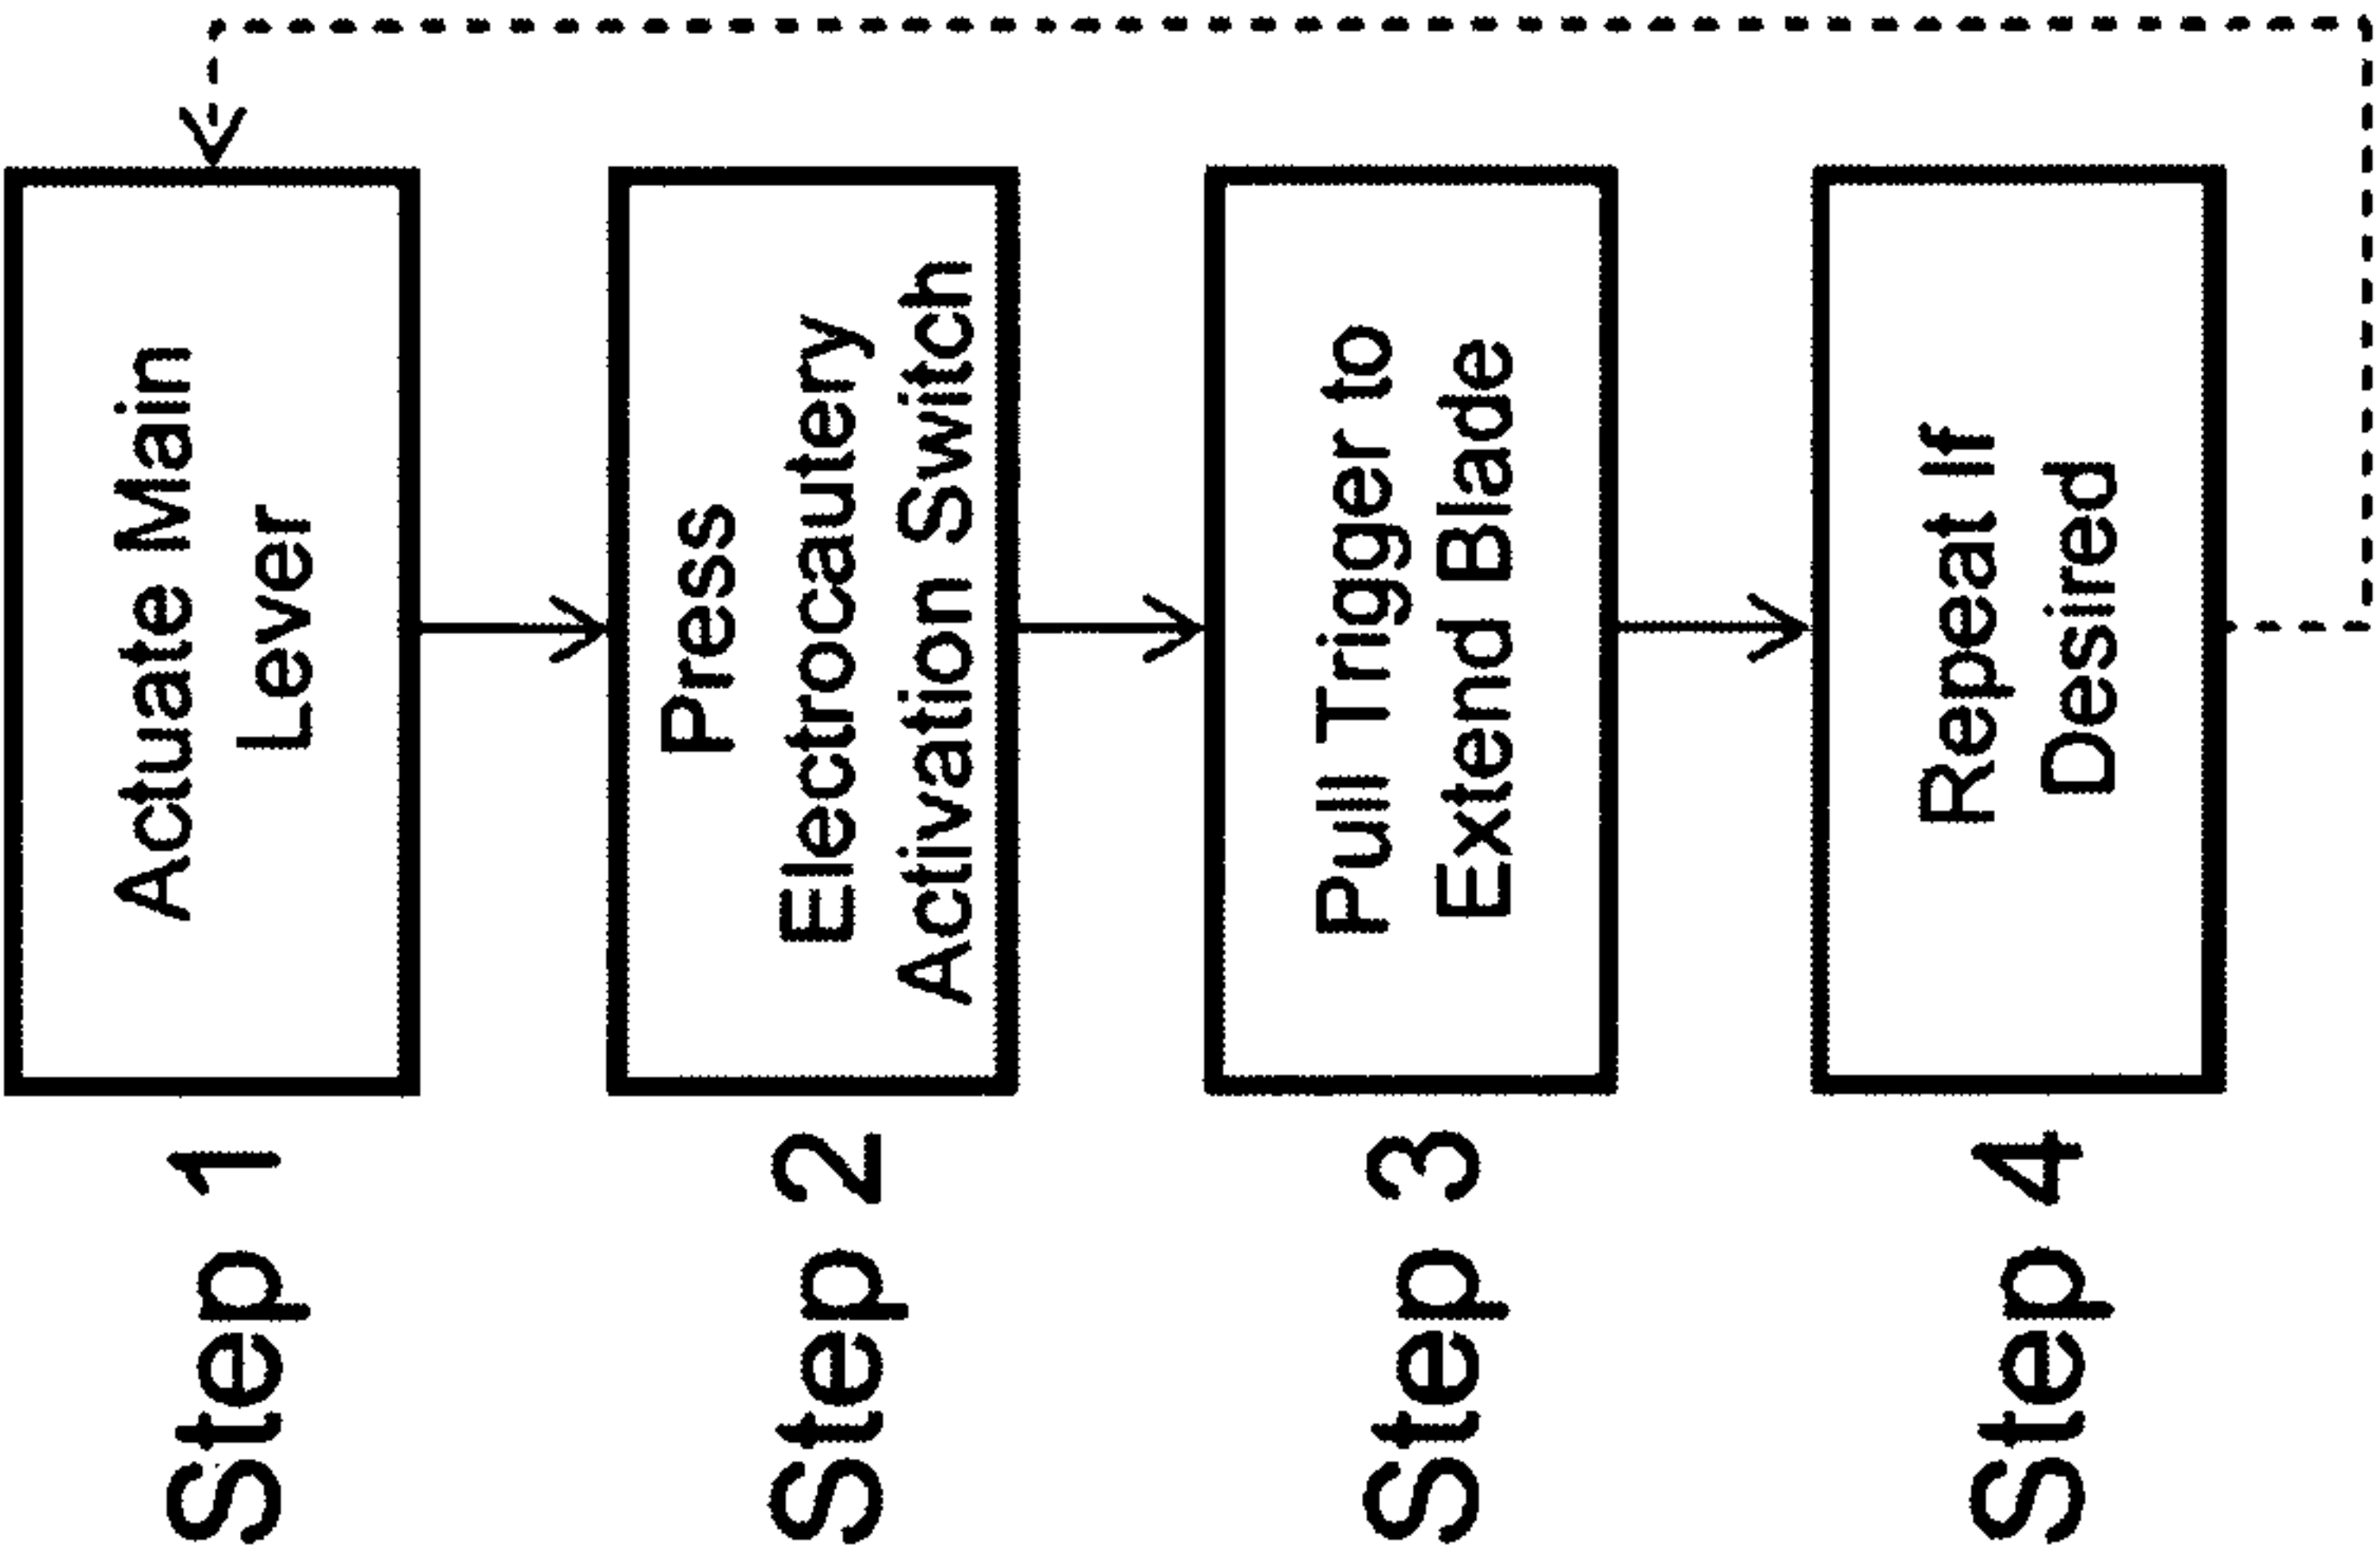 Step 1
Actuate Main
Lever
Step 2
Press
Electrocautery
Activation Switch
Step 3
Pull Trigger to
Extend Blade
Step 4
Repeat If
Desired